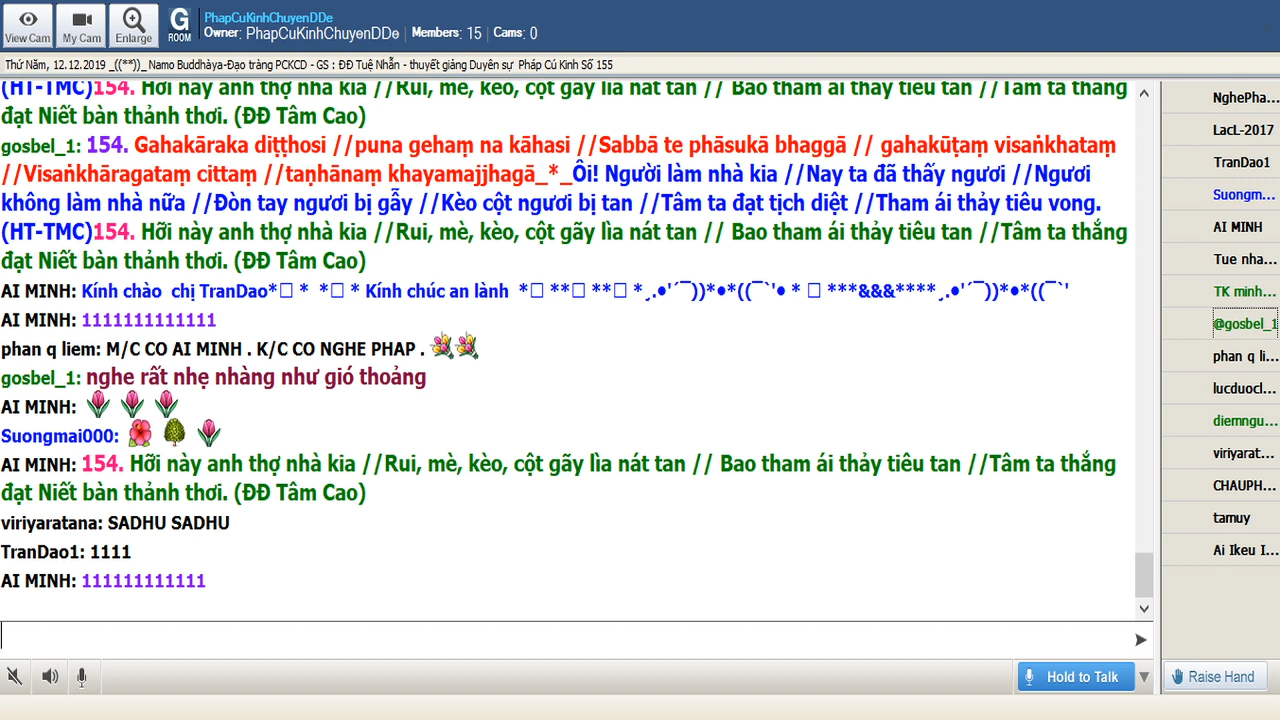 PhapCuKinhChuyenDDe
View Cam My Cam Enlarge G ROOM Owner: PhapCuKinhChuyenDDe Members: 15 Cams: 0
Thứ Năm, 12.12.2019 _((**))_ Namo Buddhàya-Đạo tràng PCKCD - GS : ĐĐ Tuệ Nhẫn - thuyết giảng Duyên sự Pháp Cú Kinh Số 155
(HT-TMC)154. Hỡi này anh thợ nhà kia //Rui, mè, kèo, cột gãy lìa nát tan // Bao tham ái thảy tiêu tan //Tâm ta thắng
đạt Niết bàn thảnh thơi. (ĐĐ Tâm Cao)
gosbel_1: 154. Gahakāraka diṭṭhosi //puna gehaṃ na kāhasi //Sabbā te phāsukā bhaggā // gahakūṭaṃ visaṅkhataṃ
//Visaṅkhāragataṃ cittaṃ //taṇhānaṃ khayamajjhagā_*_Ôi! Người làm nhà kia //Nay ta đã thấy ngươi //Ngươi
không làm nhà nữa //Đòn tay ngươi bị gẫy //Kèo cột ngươi bị tan //Tâm ta đạt tịch diệt //Tham ái thảy tiêu vong.
(HT-TMC)154. Hỡi này anh thợ nhà kia //Rui, mè, kèo, cột gãy lìa nát tan // Bao tham ái thảy tiêu tan //Tâm ta thắng
đạt Niết bàn thảnh thơi. (ĐĐ Tâm Cao)
AI MINH: Kính chào chị TranDao*□ * *□ * Kính chúc an lành *□ **□ **□ *¸.•'´¯))*•*((¯`'• * □ ***&&&****¸.•'´¯))*•*((¯`'
AI MINH: 1111111111111
phan q liem: M/C CO AI MINH . K/C CO NGHE PHAP .
gosbel_1: nghe rất nhẹ nhàng như gió thoảng
AI MINH:
Suongmai000:
AI MINH: 154. Hỡi này anh thợ nhà kia //Rui, mè, kèo, cột gãy lìa nát tan // Bao tham ái thảy tiêu tan //Tâm ta thắng
đạt Niết bàn thảnh thơi. (ĐĐ Tâm Cao)
viriyaratana: SADHU SADHU
TranDao1: 1111
AI MINH: 111111111111
NghePha...
LacL-2017
TranDao1
Suongm...
AI MINH
Tue nha...
TK minh...
@gosbel_1
phan q li...
lucduocl...
diemngu...
viriyarat...
CHAUPH...
tamuy
Ai Ikeu I...
Hold to Talk
Raise Hand